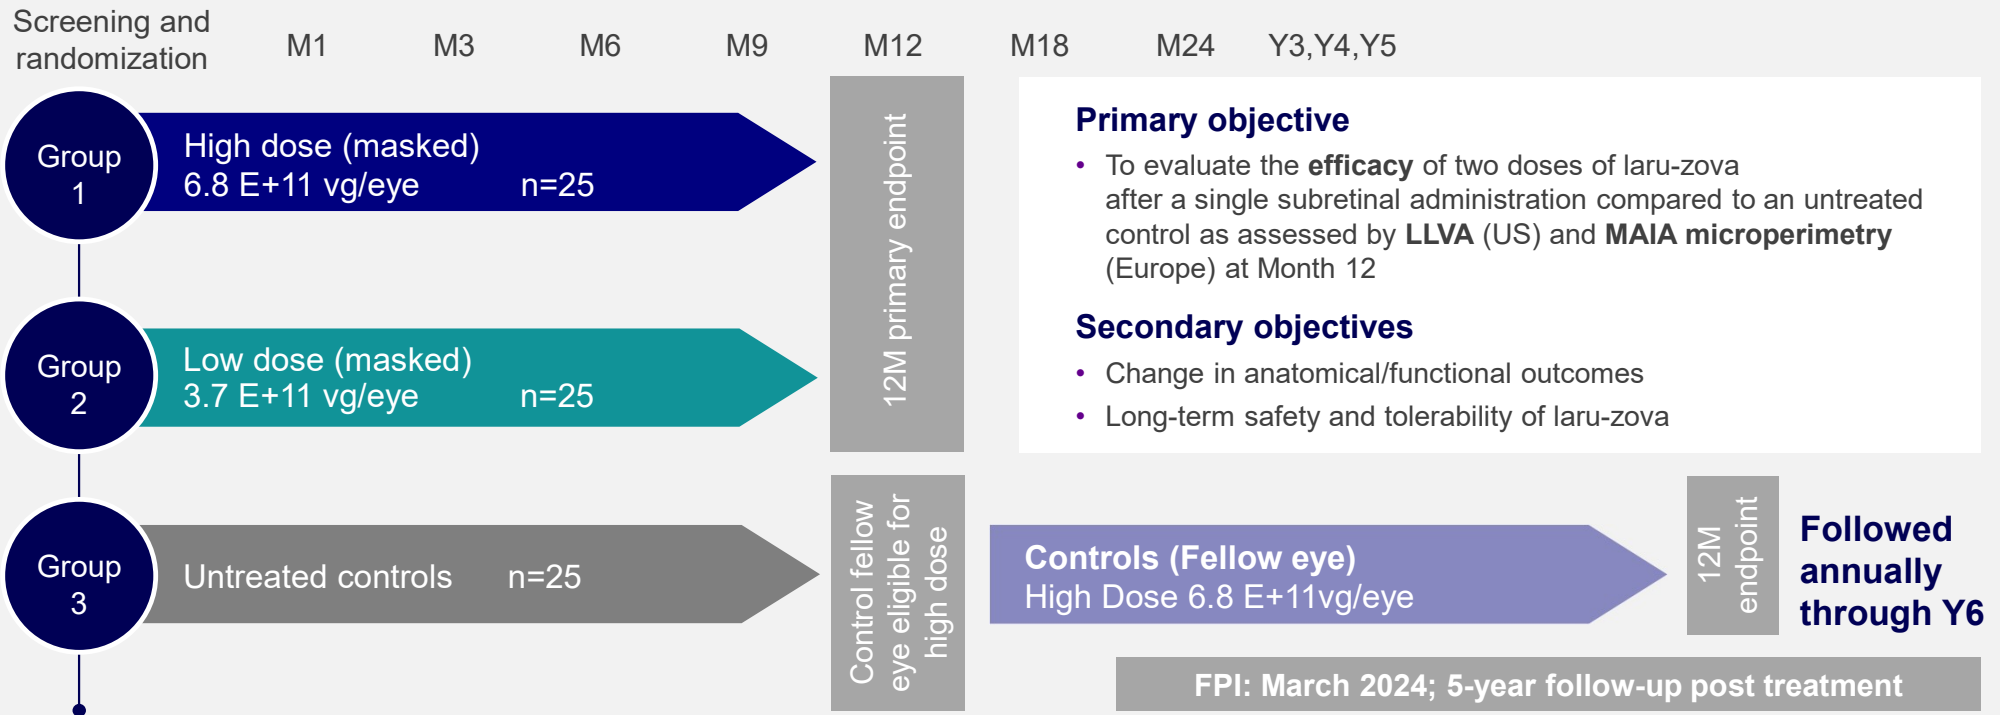 Screening and
randomization
M1 M3 M6 M9 M12 M18 M24 Y3,Y4,Y5
Group
1
High dose (masked)
6.8 E+11 vg/eye n=25
Group
2
Low dose (masked)
3.7 E+11 vg/eye n=25
12M primary endpoint
Primary objective
• To evaluate the efficacy of two doses of laru-zova
after a single subretinal administration compared to an untreated
control as assessed by LLVA (US) and MAIA microperimetry
(Europe) at Month 12
Secondary objectives
• Change in anatomical/functional outcomes
• Long-term safety and tolerability of laru-zova
Group
3
Untreated controls n=25
Control fellow
eye eligible for
high dose
Controls (Fellow eye)
High Dose 6.8 E+11vg/eye
12M
endpoint
Followed
annually
through Y6
FPI: March 2024; 5-year follow-up post treatment